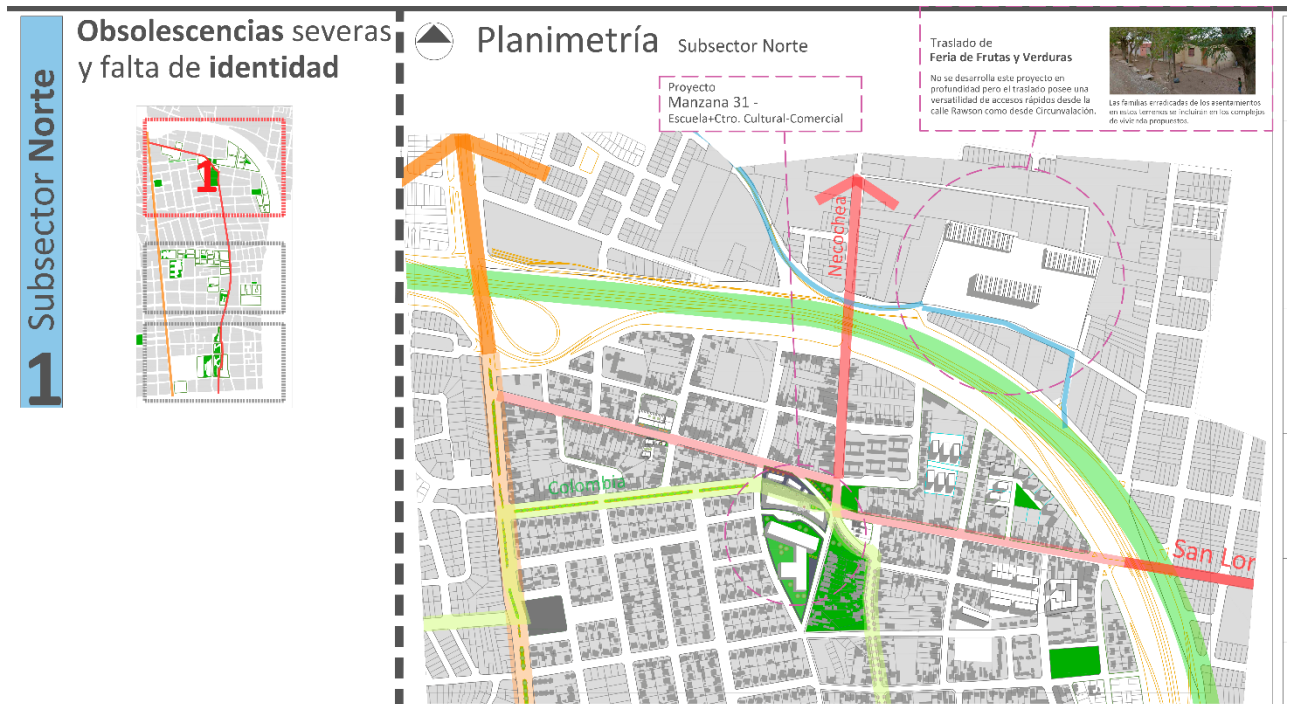 1 Subsector Norte
Obsolescencias severas
y falta de identidad
1
Planimetría Subsector Norte
Proyecto
Manzana 31 -
Escuela+Ctro. Cultural-Comercial
Traslado de
Feria de Frutas y Verduras
No se desarrolla este proyecto en
profundidad pero el traslado posee una
versatilidad de accesos rápidos desde la
calle Rawson como desde Circunvalación.
Las familias erradicadas de los asentamientos
en estos terrenos se incluiran en los complejos
de vivienda propuestos.
Necochea
Colombia
San Lor